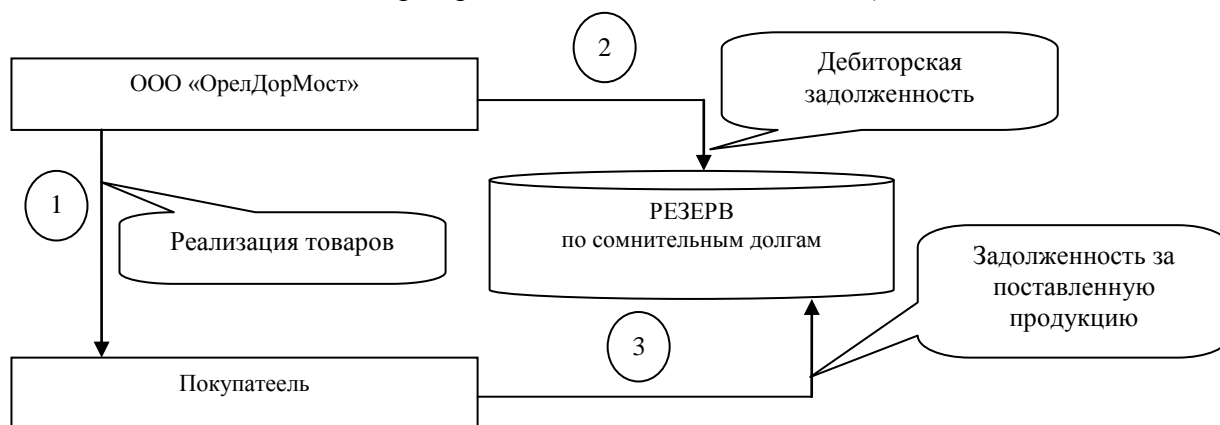 2
ООО «ОрелДорМост»
Дебиторская
задолженность
1
Реализация товаров
РЕЗЕРВ
по сомнительным долгам
Задолженность за
поставленную
продукцию
3
Покупатеель